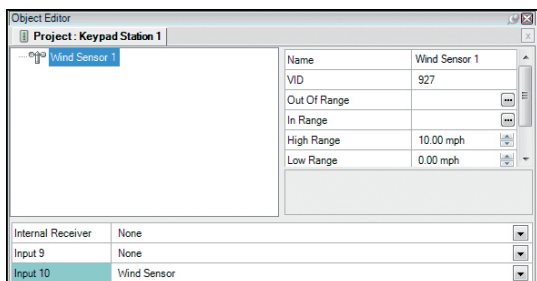 Object Editor
Project : Keypad Station 1
Wind Sensor 1
Name Wind Sensor 1
VID 927
Out Of Range
In Range
High Range 10.00 mph
Low Range 0.00 mph
Internal Receiver None
Input 9 None
Input 10 Wind Sensor